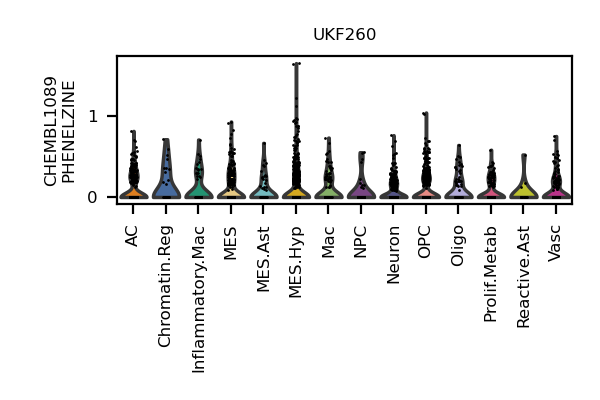 UKF260
CHEMBL1089
PHENELZINE
1
0
AC
Chromatin.Reg
Inflammatory.Mac
MES
MES.Ast
MES.Hyp
Mac
NPC
Neuron
OPC
Oligo
Prolif.Metab
Reactive.Ast
Vasc